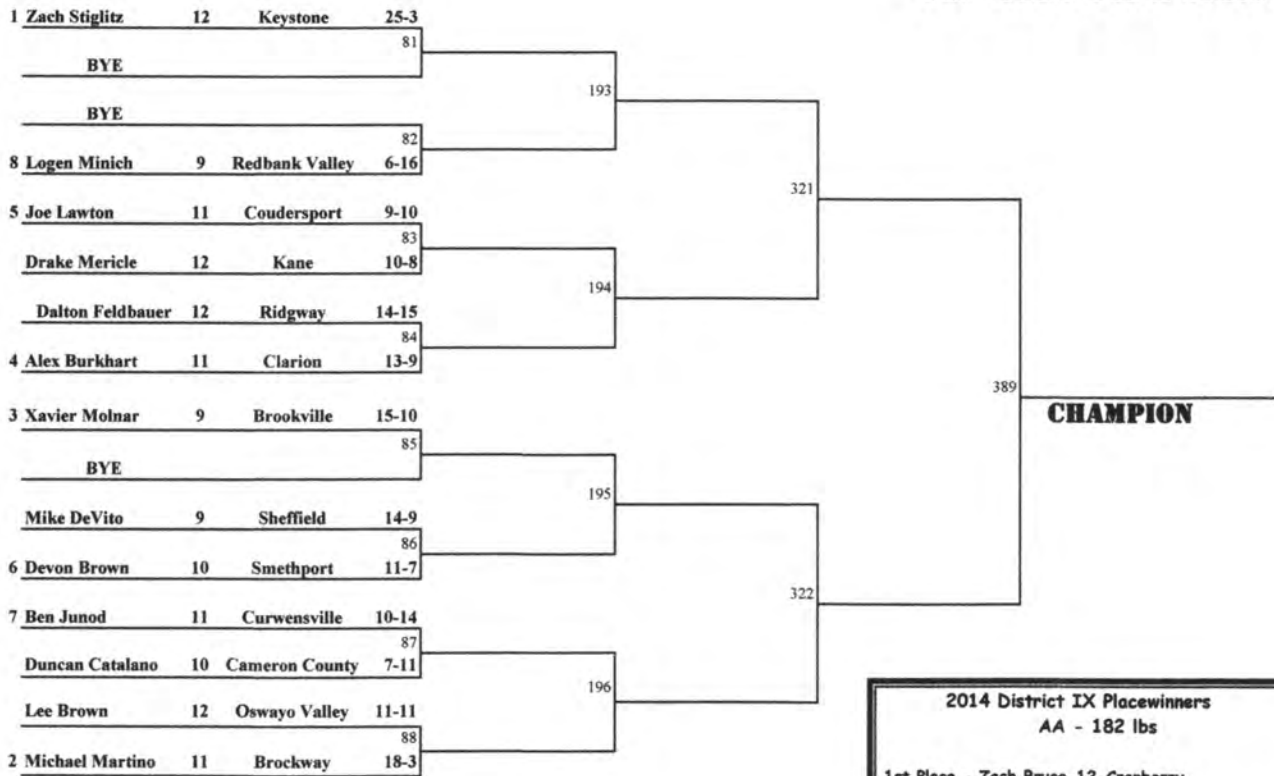 1 Zach Stiglitz 12 Keystone 25-3
81
BYE
193
BYE
82
8 Logen Minich 9 Redbank Valley 6-16
321
5 Joe Lawton 11 Coudersport 9-10
83
Drake Mericle 12 Kane 10-8
194
Dalton Feldbauer 12 Ridgway 14-15
84
4 Alex Burkhart 11 Clarion 13-9
389
CHAMPION
3 Xavier Molnar 9 Brookville 15-10
85
BYE
195
Mike DeVito 9 Sheffield 14-9
86
6 Devon Brown 10 Smethport 11-7
322
7 Ben Junod 11 Curwensville 10-14
87
Duncan Catalano 10 Cameron County 7-11
196
Lee Brown 12 Oswayo Valley 11-11
88
2 Michael Martino 11 Brockway 18-3
2014 District IX Placewinners
AA - 182 lbs